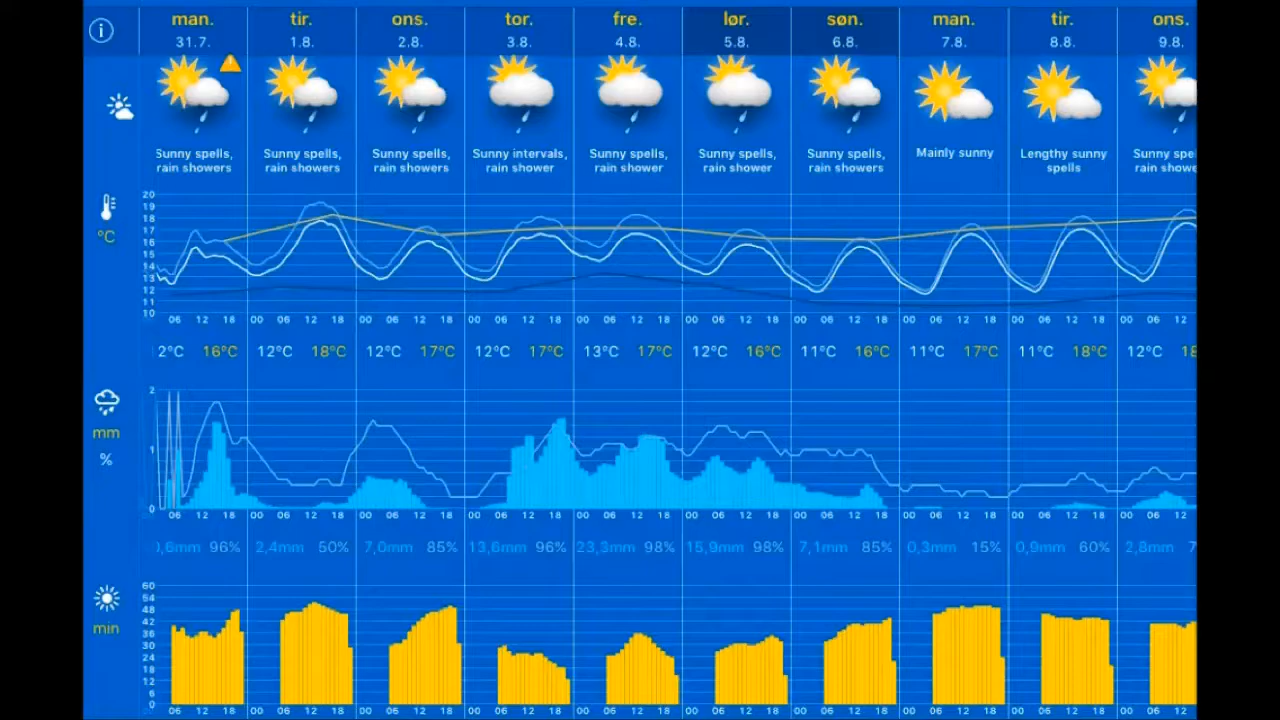 man. tir. ons. tor. fre. lør. søn. man. tir. ons.
31.7. 1.8. 2.8. 3.8. 4.8. 5.8. 6.8. 7.8. 8.8. 9.8.
Sunny spells, Sunny spells, Sunny spells, Sunny intervals, Sunny spells, Sunny spells, Sunny spells, Mainly sunny Lengthy sunny Sunny spe
rain showers rain showers rain showers rain shower rain shower rain shower rain showers spells rain showe
°C
20
19
18
17
16
15
14
13
12
11
10
06 12 18 00 06 12 18 00 06 12 18 00 06 12 18 00 06 12 18 00 06 12 18 00 06 12 18 00 06 12 18 00 06 12 18 00 06 12
2°C 16°C 12°C 18°C 12°C 17°C 12°C 17°C 13°C 17°C 12°C 16°C 11°C 16°C 11°C 17°C 11°C 18°C 12°C 18
mm
%
2
1
0
06 12 18 00 06 12 18 00 06 12 18 00 06 12 18 00 06 12 18 00 06 12 18 00 06 12 18 00 06 12 18 00 06 12 18 00 06 12
0,6mm 96% 2,4mm 50% 7,0mm 85% 13,6mm 96% 23,3mm 98% 15,9mm 98% 7,1mm 85% 0,3mm 15% 0,9mm 60% 2,8mm 7
min
60
54
48
42
36
30
24
18
12
6
0
06 12 18 00 06 12 18 00 06 12 18 00 06 12 18 00 06 12 18 00 06 12 18 00 06 12 18 00 06 12 18 00 06 12 18 00 06 12